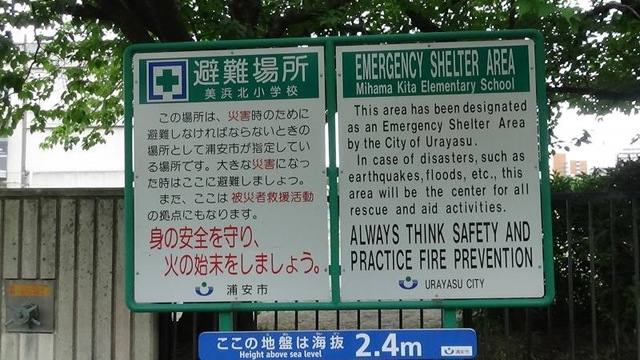 避難場所
美浜北小学校
この場所は、災害時のために
避難しなければならないときの
場所として浦安市が指定してい
る場所です。大きな災害になっ
た時はここに避難しましょう。
また、ここは被災者救援活動
の拠点にもなります。
身の安全を守り、
火の始末をしましょう。
浦安市
EMERGENCY SHELTER AREA
Mihama Kita Elementary School
This area has been designated
as an Emergency Shelter Area
by the City of Urayasu.
In case of disasters, such as
earthquakes, floods, etc., this
area will be the center for all
rescue and aid activities.
ALWAYS THINK SAFETY AND
PRACTICE FIRE PREVENTION
URAYASU CITY
ここの地盤は海抜 2.4m
Height above sea level
浦安市